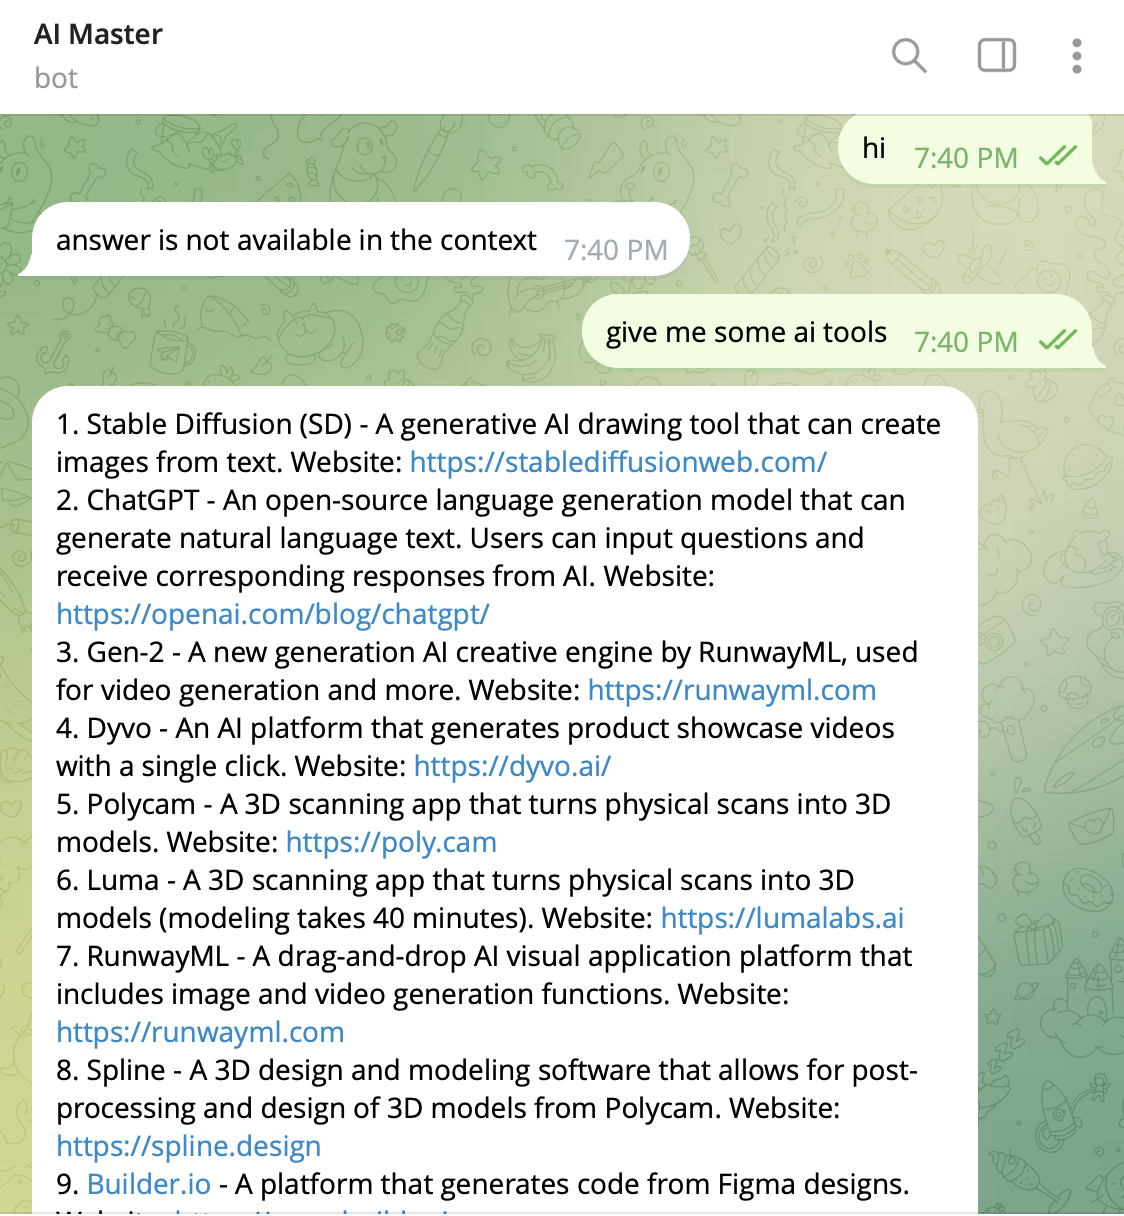 AI Master
bot
hi 7:40 PM
answer is not available in the context 7:40 PM
give me some ai tools 7:40 PM
1. Stable Diffusion (SD) - A generative AI drawing tool that can create
images from text. Website: https://stablediffusionweb.com/
2. ChatGPT - An open-source language generation model that can
generate natural language text. Users can input questions and
receive corresponding responses from AI. Website:
https://openai.com/blog/chatgpt/
3. Gen-2 - A new generation AI creative engine by RunwayML, used
for video generation and more. Website: https://runwayml.com
4. Dyvo - An AI platform that generates product showcase videos
with a single click. Website: https://dyvo.ai/
5. Polycam - A 3D scanning app that turns physical scans into 3D
models. Website: https://poly.cam
6. Luma - A 3D scanning app that turns physical scans into 3D
models (modeling takes 40 minutes). Website: https://lumalabs.ai
7. RunwayML - A drag-and-drop AI visual application platform that
includes image and video generation functions. Website:
https://runwayml.com
8. Spline - A 3D design and modeling software that allows for post-
processing and design of 3D models from Polycam. Website:
https://spline.design
9. Builder.io - A platform that generates code from Figma designs.